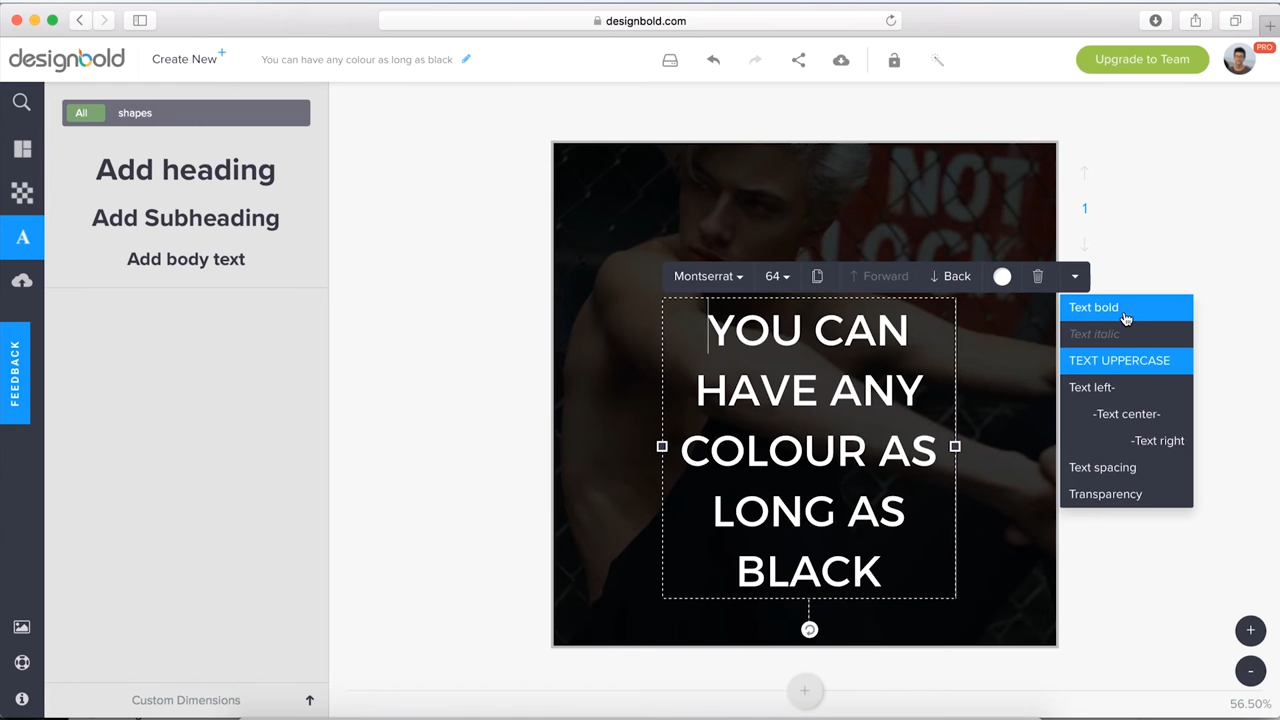 designbold.com
designbold
Create New+
You can have any colour as long as black
Upgrade to Team
PRO
All
shapes
Add heading
Add Subheading
Add body text
A
FEEDBACK
NOT
1
Montserrat
64
↑ Forward
↓ Back
YOU CAN
HAVE ANY
COLOUR AS
LONG AS
BLACK
Text bold
Text italic
TEXT UPPERCASE
Text left-
-Text center-
-Text right
Text spacing
Transparency
Custom Dimensions
+
-
+
56.50%